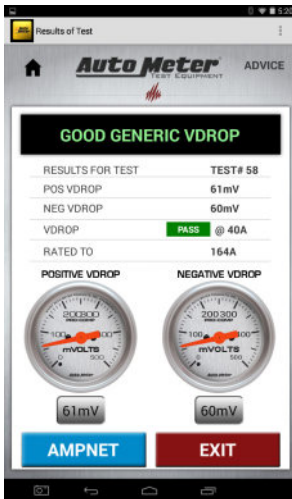 5:20
Results of Test
Auto Meter
TEST EQUIPMENT
ADVICE
GOOD GENERIC VDROP
RESULTS FOR TEST TEST# 58
POS VDROP 61mV
NEG VDROP 60mV
VDROP PASS @ 40A
RATED TO 164A
POSITIVE VDROP NEGATIVE VDROP
200 300 200 300
100 100
mVOLTS mVOLTS
0 500 0 500
61mV 60mV
AMPNET EXIT